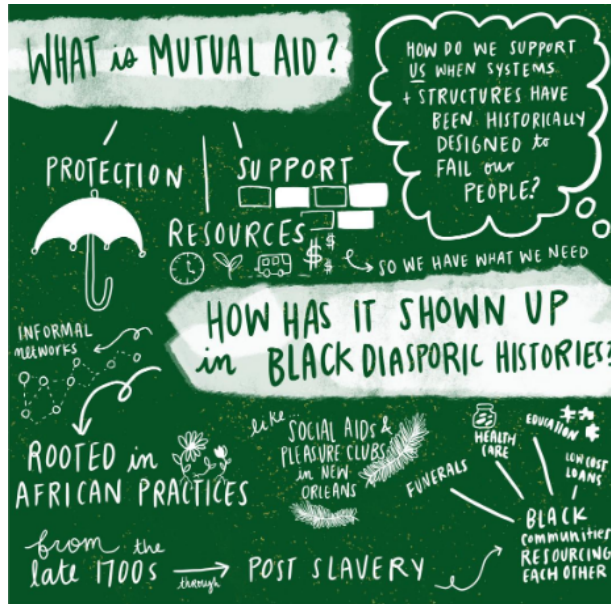 WHAT is MUTUAL AID?
HOW DO WE SUPPORT
US WHEN SYSTEMS
+ STRUCTURES HAVE
BEEN HISTORICALLY
DESIGNED to
FAIL our
PEOPLE?
PROTECTION
SUPPORT
RESOURCES
$ $ $
SO WE HAVE WHAT WE NEED
HOW HAS IT SHOWN UP
in BLACK DIASPORIC HISTORIES?
INFORMAL
networks
ROOTED in
AFRICAN PRACTICES
like...
SOCIAL AIDS &
PLEASURE CLUBS
in NEW
ORLEANS
FUNERALS
HEALTH
CARE
EDUCATION
LOW COST
LOANS
BLACK
communities
RESOURCING
EACH OTHER
from the
late 1700s
through
POST SLAVERY